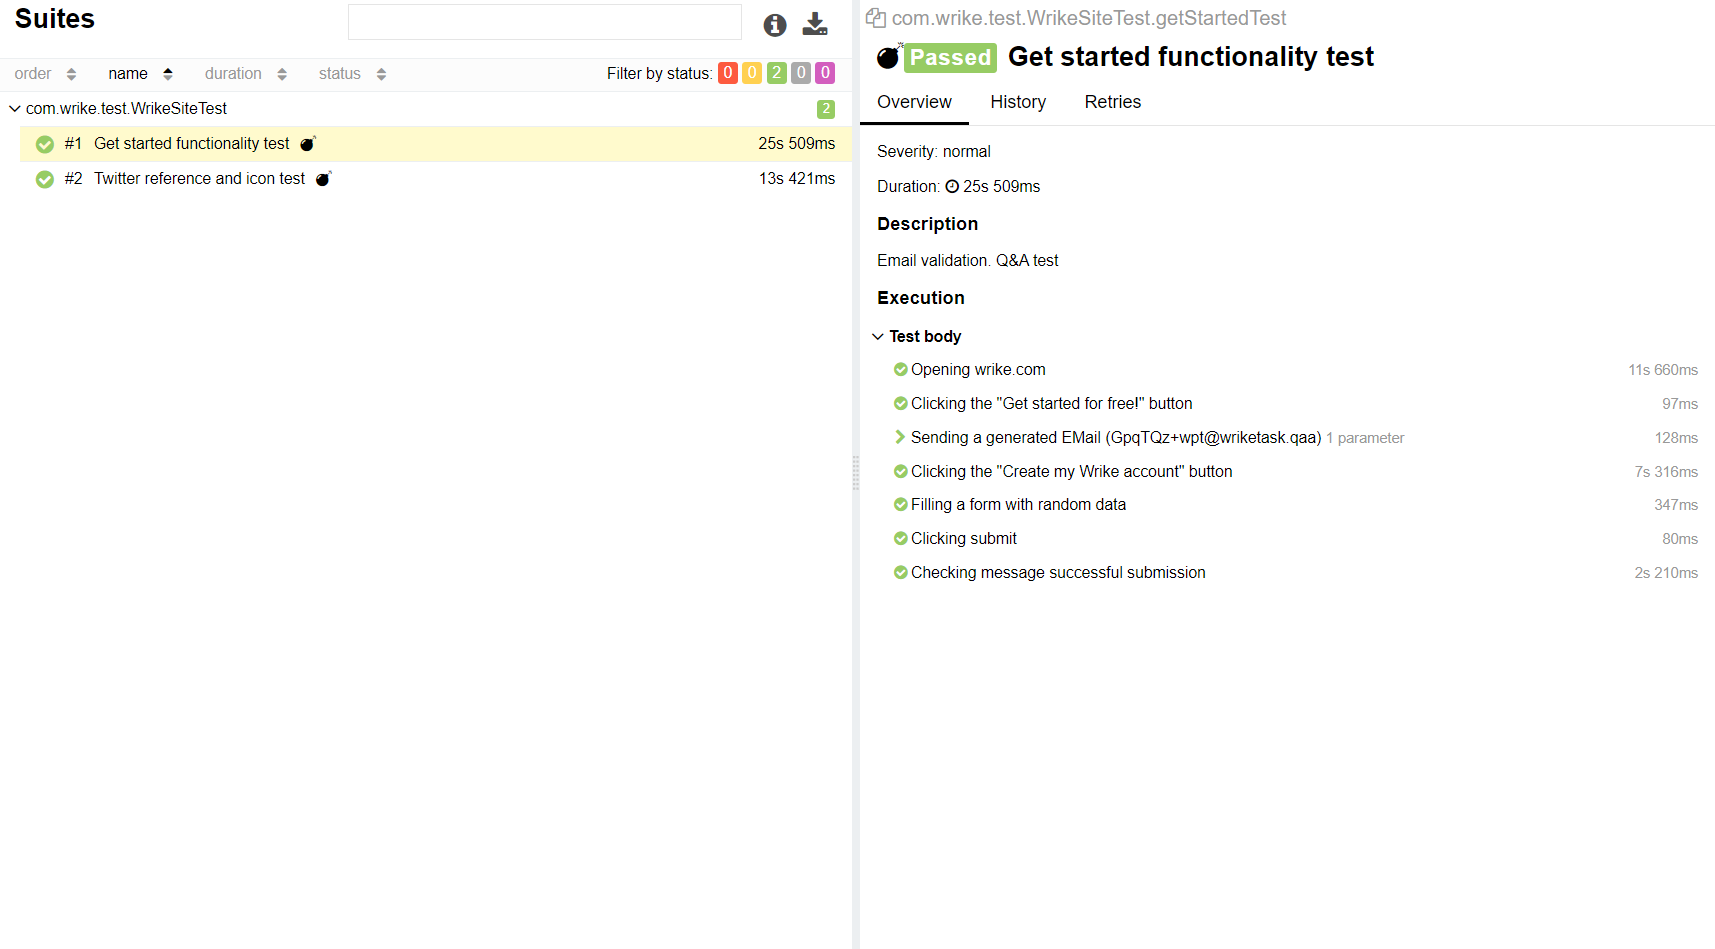 Suites
order name duration status Filter by status: 0 0 2 0 0
com.wrike.test.WrikeSiteTest 2
#1 Get started functionality test 25s 509ms
#2 Twitter reference and icon test 13s 421ms
com.wrike.test.WrikeSiteTest.getStartedTest
Passed Get started functionality test
Overview History Retries
Severity: normal
Duration: 25s 509ms
Description
Email validation. Q&A test
Execution
Test body
Opening wrike.com 11s 660ms
Clicking the "Get started for free!" button 97ms
Sending a generated EMail (GpqTQz+wpt@wriketask.qaa) 1 parameter 128ms
Clicking the "Create my Wrike account" button 7s 316ms
Filling a form with random data 347ms
Clicking submit 80ms
Checking message successful submission 2s 210ms